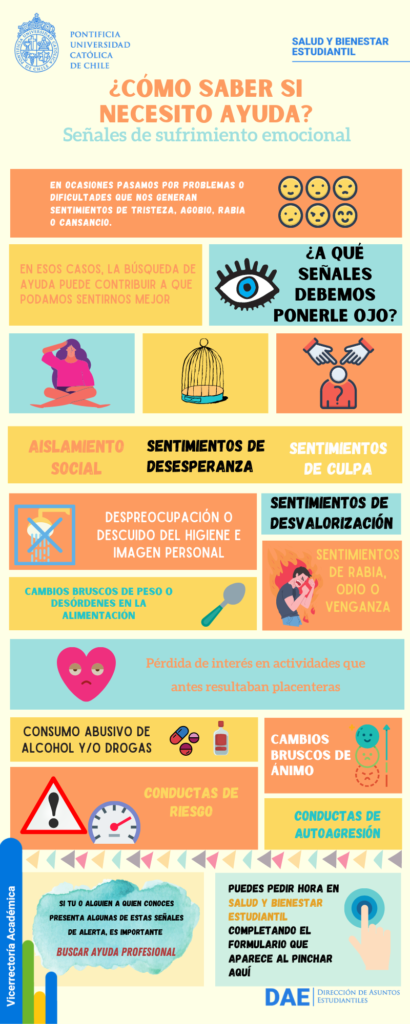 PONTIFICIA
UNIVERSIDAD
CATÓLICA
DE CHILE
SALUD Y BIENESTAR
ESTUDIANTIL
¿CÓMO SABER SI
NECESITO AYUDA?
Señales de sufrimiento emocional
EN OCASIONES PASAMOS POR PROBLEMAS O
DIFICULTADES QUE NOS GENERAN
SENTIMIENTOS DE TRISTEZA, AGOBIO, RABIA
O CANSANCIO.
EN ESOS CASOS, LA BÚSQUEDA DE
AYUDA PUEDE CONTRIBUIR A QUE
PODAMOS SENTIRNOS MEJOR
¿A QUÉ
SEÑALES
DEBEMOS
PONERLE OJO?
?
AISLAMIENTO
SOCIAL
SENTIMIENTOS DE
DESESPERANZA
SENTIMIENTOS
DE CULPA
DESPREOCUPACIÓN O
DESCUIDO DEL HIGIENE E
IMAGEN PERSONAL
SENTIMIENTOS DE
DESVALORIZACIÓN
CAMBIOS BRUSCOS DE PESO O
DESÓRDENES EN LA
ALIMENTACIÓN
SENTIMIENTOS
DE RABIA,
ODIO O
VENGANZA
Pérdida de interés en actividades que
antes resultaban placenteras
CONSUMO ABUSIVO DE
ALCOHOL Y/O DROGAS
CAMBIOS
BRUSCOS DE
ÁNIMO
CONDUCTAS DE
RIESGO
CONDUCTAS DE
AUTOAGRESIÓN
SI TU O ALGUIEN A QUIEN CONOCES
PRESENTA ALGUNAS DE ESTAS SEÑALES
DE ALERTA, ES IMPORTANTE
BUSCAR AYUDA PROFESIONAL
PUEDES PEDIR HORA EN
SALUD Y BIENESTAR
ESTUDIANTIL
COMPLETANDO EL
FORMULARIO QUE
APARECE AL PINCHAR
AQUÍ
Vicerrectoría Académica
DAE
DIRECCIÓN DE ASUNTOS
ESTUDIANTILES